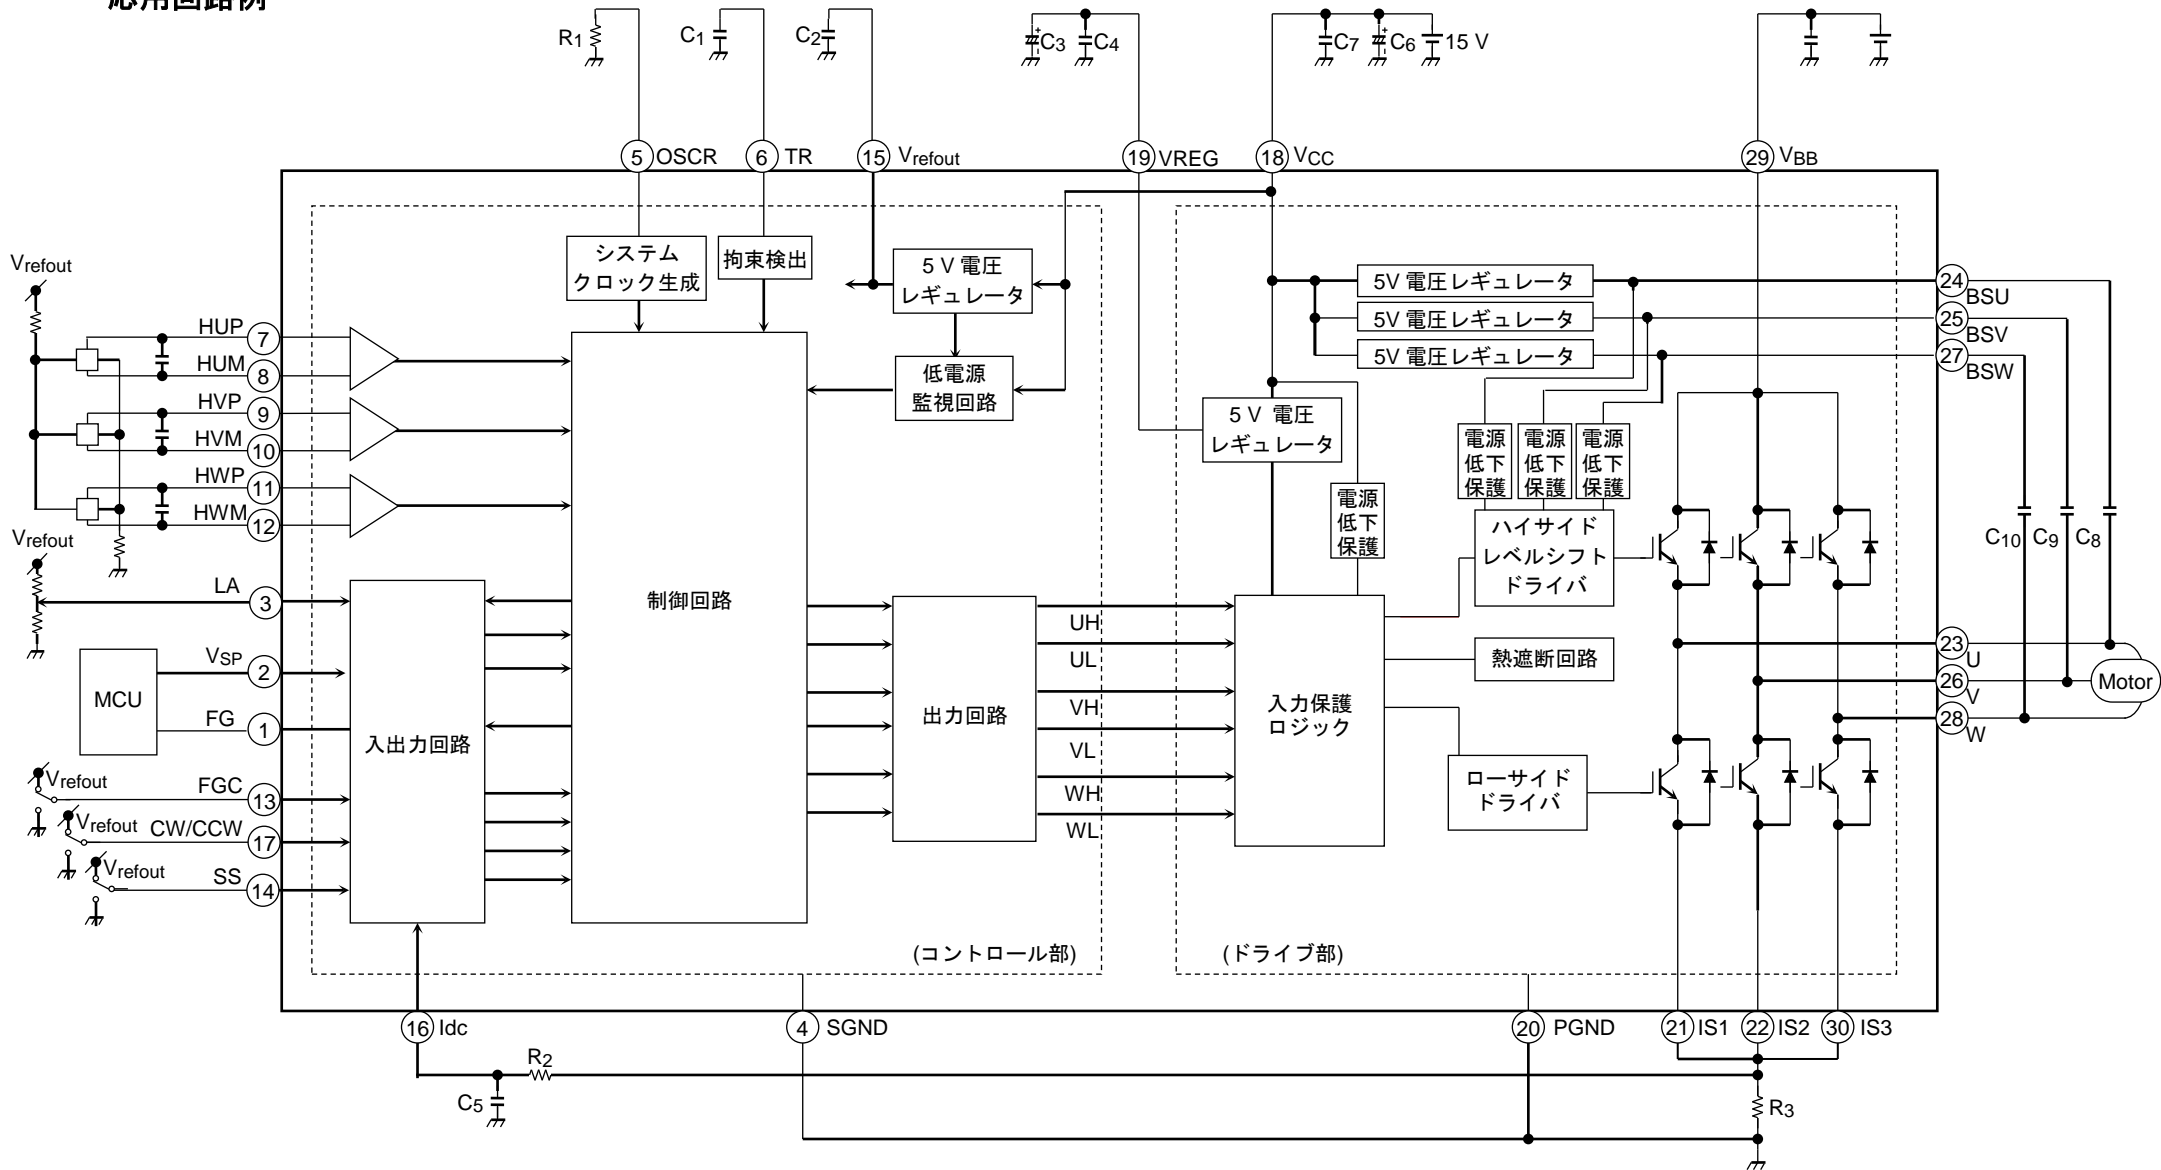 応用回路例
R1
C1
C2
C3
C4
C7
C6
15 V
5 OSCR
6 TR
15 Vrefout
19 VREG
18 VCC
29 VBB
システム
クロック生成
拘束検出
5 V 電圧
レギュレータ
低電源
監視回路
5V 電圧レギュレータ
5V 電圧レギュレータ
5V 電圧レギュレータ
24
BSU
25
BSV
27
BSW
Vrefout
HUP 7
HUM 8
HVP 9
HVM 10
HWP 11
HWM 12
5 V 電圧
レギュレータ
電源
低下
保護
電源
低下
保護
電源
低下
保護
電源
低下
保護
ハイサイド
レベルシフト
ドライバ
C10
C9
C8
Vrefout
LA 3
制御回路
MCU
VSP 2
FG 1
入出力回路
出力回路
UH
UL
VH
VL
WH
WL
入力保護
ロジック
熱遮断回路
ローサイド
ドライバ
23
U
26
V
28
W
Motor
Vrefout
FGC 13
Vrefout
CW/CCW 17
Vrefout
SS 14
(コントロール部)
(ドライブ部)
16 Idc
4 SGND
20 PGND
21 IS1
22 IS2
30 IS3
R2
C5
R3